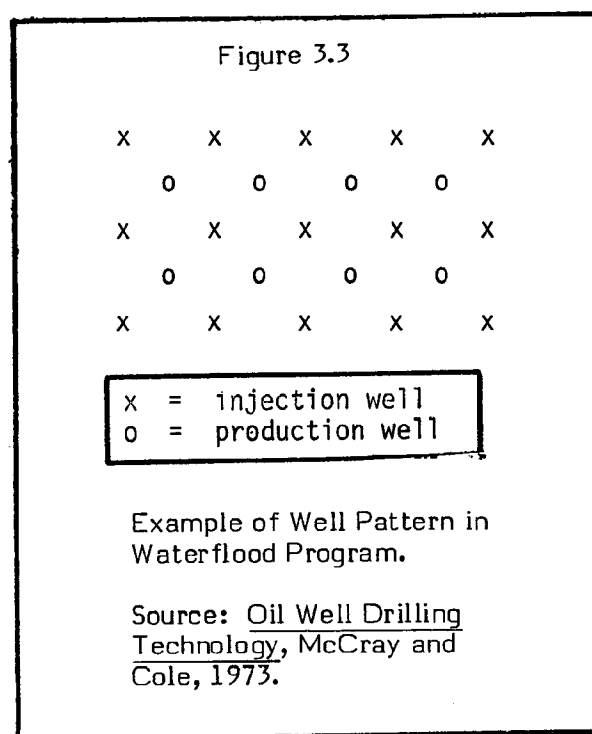 Figure 3.3
x x x x x
o o o o
x x x x x
o o o o
x x x x x
x = injection well
o = production well
Example of Well Pattern in
Waterflood Program.
Source: Oil Well Drilling
Technology, McCray and
Cole, 1973.